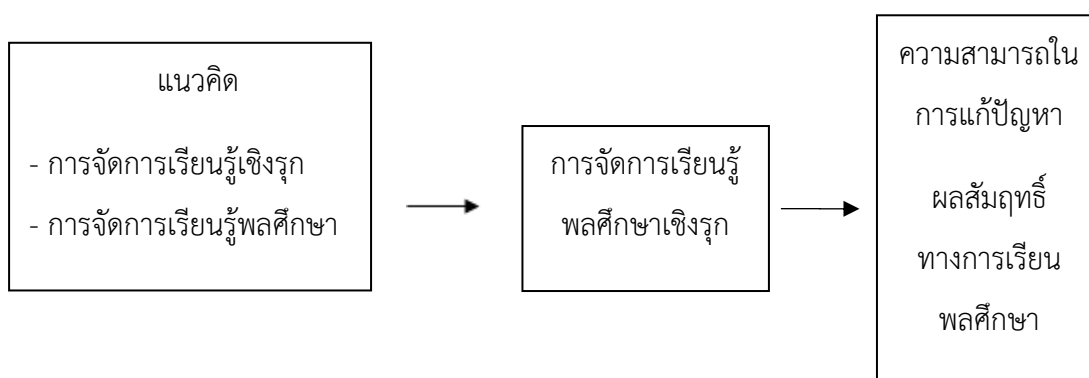 แนวคิด
- การจัดการเรียนรู้เชิงรุก
- การจัดการเรียนรู้พลศึกษา
การจัดการเรียนรู้
พลศึกษาเชิงรุก
ความสามารถใน
การแก้ปัญหา
ผลสัมฤทธิ์
ทางการเรียน
พลศึกษา